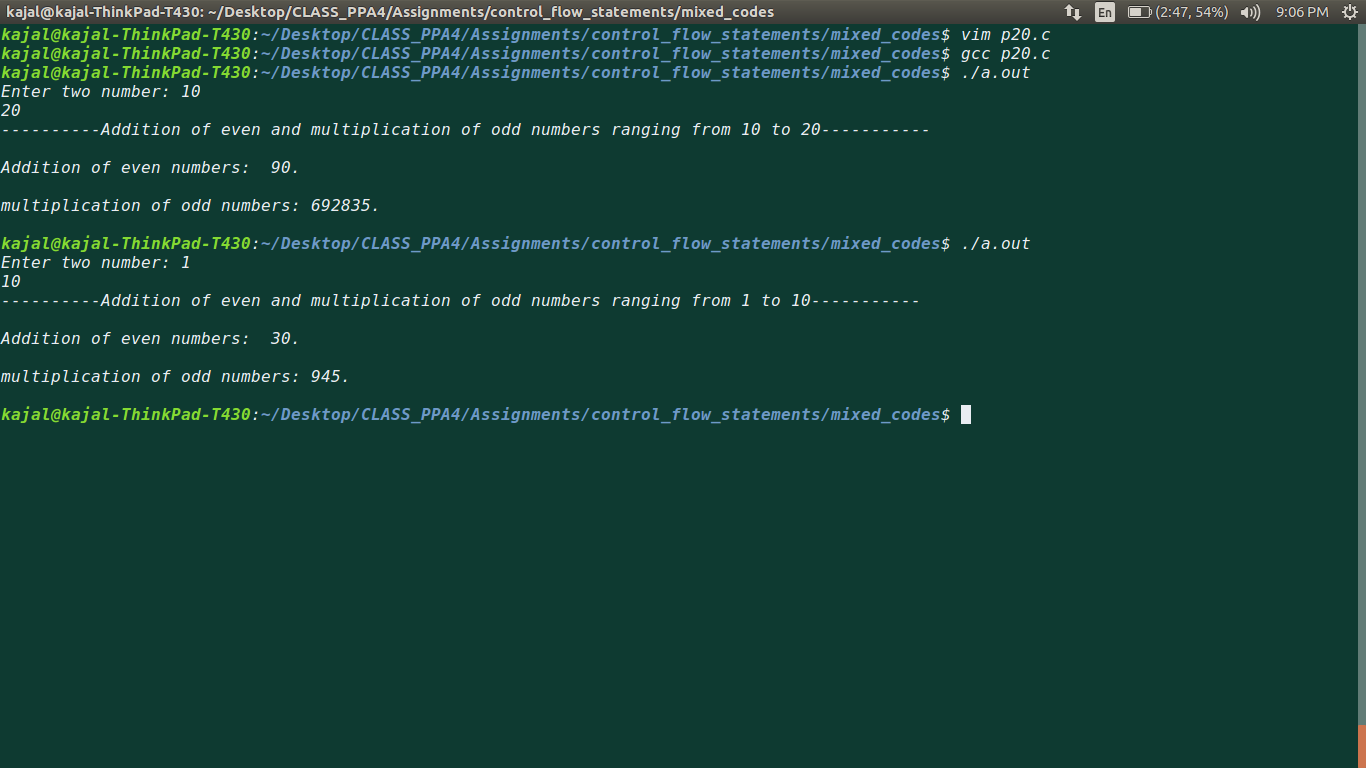 kajal@kajal-ThinkPad-T430: ~/Desktop/CLASS_PPA4/Assignments/control_flow_statements/mixed_codes En (2:47, 54%) 9:06 PM
kajal@kajal-ThinkPad-T430:~/Desktop/CLASS_PPA4/Assignments/control_flow_statements/mixed_codes$ vim p20.c
kajal@kajal-ThinkPad-T430:~/Desktop/CLASS_PPA4/Assignments/control_flow_statements/mixed_codes$ gcc p20.c
kajal@kajal-ThinkPad-T430:~/Desktop/CLASS_PPA4/Assignments/control_flow_statements/mixed_codes$ ./a.out
Enter two number: 10
20
----------Addition of even and multiplication of odd numbers ranging from 10 to 20-----------
Addition of even numbers:  90.
multiplication of odd numbers: 692835.
kajal@kajal-ThinkPad-T430:~/Desktop/CLASS_PPA4/Assignments/control_flow_statements/mixed_codes$ ./a.out
Enter two number: 1
10
----------Addition of even and multiplication of odd numbers ranging from 1 to 10-----------
Addition of even numbers:  30.
multiplication of odd numbers: 945.
kajal@kajal-ThinkPad-T430:~/Desktop/CLASS_PPA4/Assignments/control_flow_statements/mixed_codes$